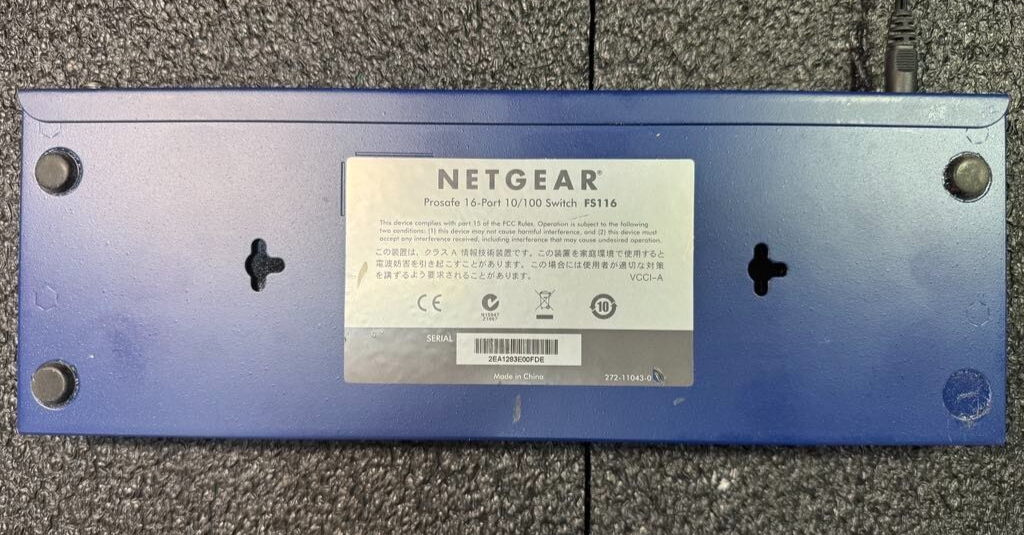 NETGEAR®
Prosafe 16-Port 10/100 Switch FS116
This device complies with part 15 of the FCC Rules. Operation is subject to the following
two conditions: (1) this device may not cause harmful interference, and (2) this device must
accept any interference received, including interference that may cause undesired operation.
この装置は、クラス A 情報技術装置です。この装置を家庭環境で使用すると
電波妨害を引き起こすことがあります。この場合には使用者が適切な対策
を講ずるよう要求されることがあります。
VCCI-A
CE
10
N10947
SERIAL
2EA1283E00FDE
Made in China
272-11043-0